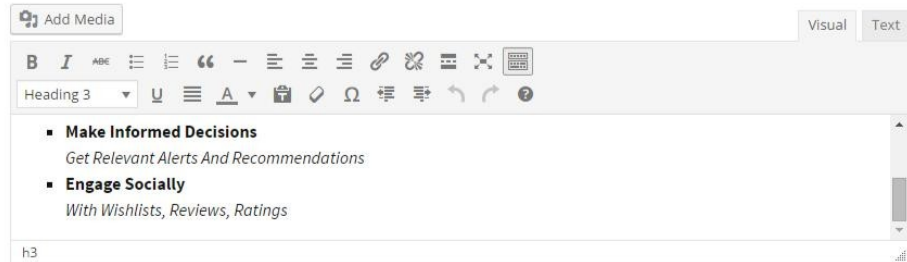 Add Media
Visual Text
B I ABC
Heading 3 U A T Ω ?
Make Informed Decisions
Get Relevant Alerts And Recommendations
Engage Socially
With Wishlists, Reviews, Ratings
h3